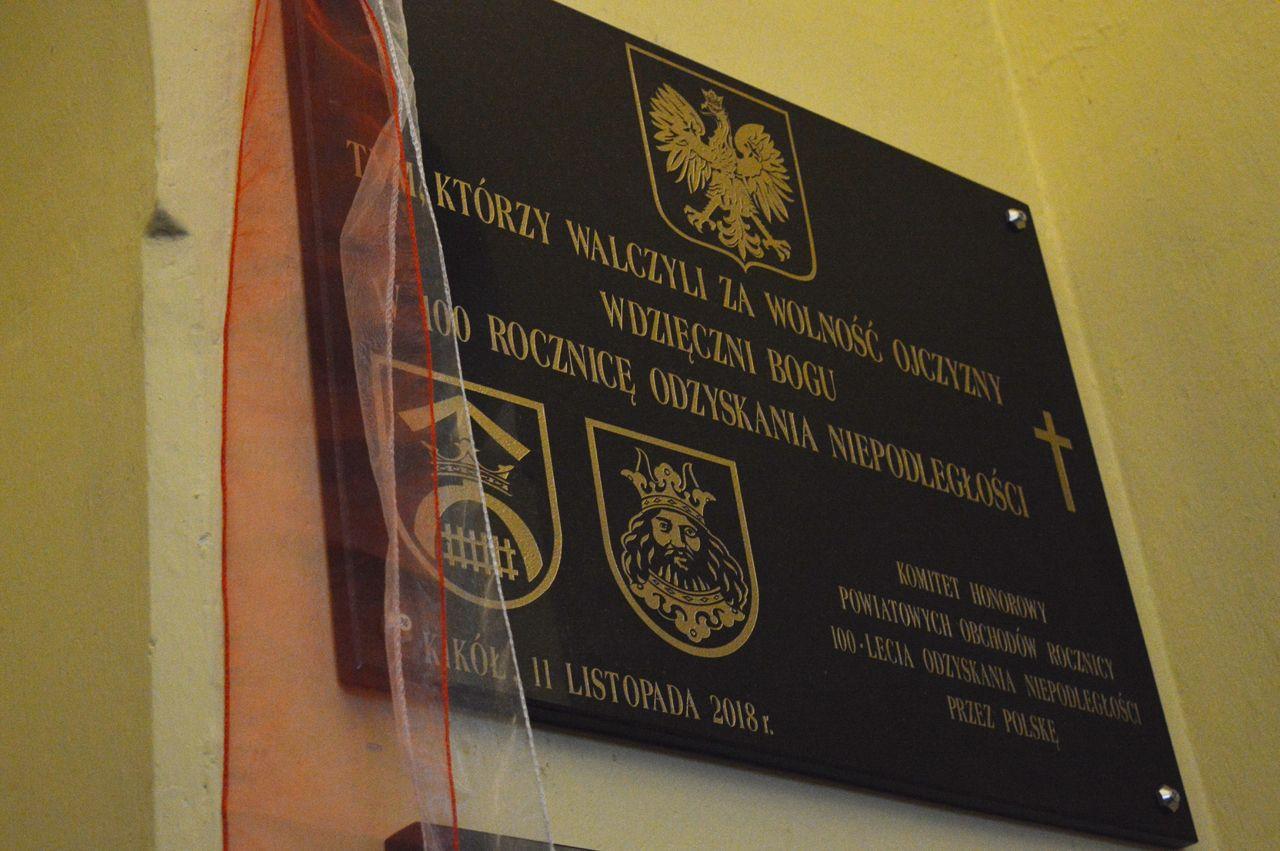 TYM, KTÓRZY WALCZYLI ZA WOLNOŚĆ OJCZYZNY
WDZIĘCZNI BOGU
W 100 ROCZNICĘ ODZYSKANIA NIEPODLEGŁOŚCI
KOMITET HONOROWY
POWIATOWYCH OBCHODÓW ROCZNICY
100-LECIA ODZYSKANIA NIEPODLEGŁOŚCI
PRZEZ POLSKĘ
KIKÓŁ 11 LISTOPADA 2018 r.